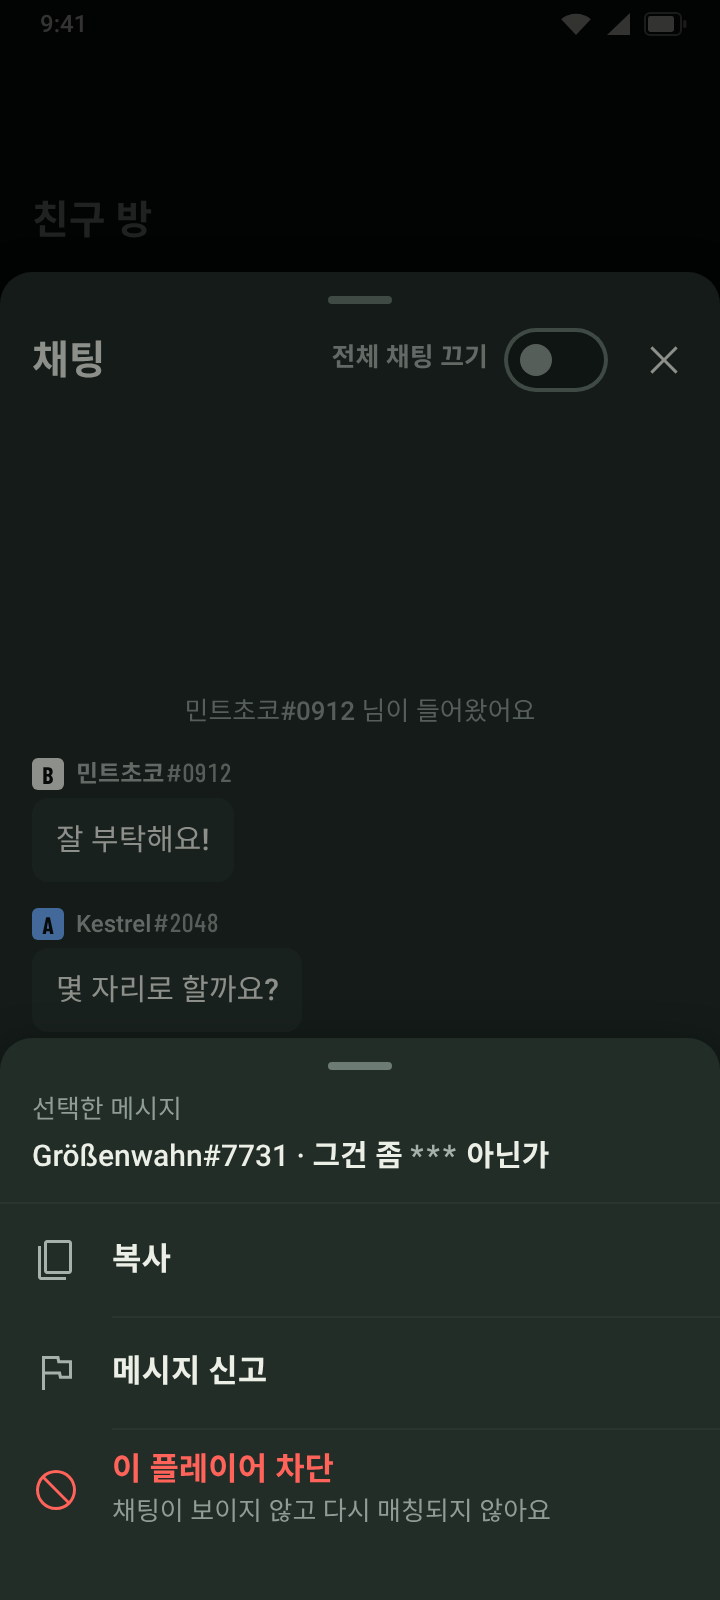 9:41
친구 방
채팅
전체 채팅 끄기
민트초코#0912 님이 들어왔어요
B 민트초코#0912
잘 부탁해요!
A Kestrel#2048
몇 자리로 할까요?
선택한 메시지
Größenwahn#7731 · 그건 좀 *** 아닌가
복사
메시지 신고
이 플레이어 차단
채팅이 보이지 않고 다시 매칭되지 않아요